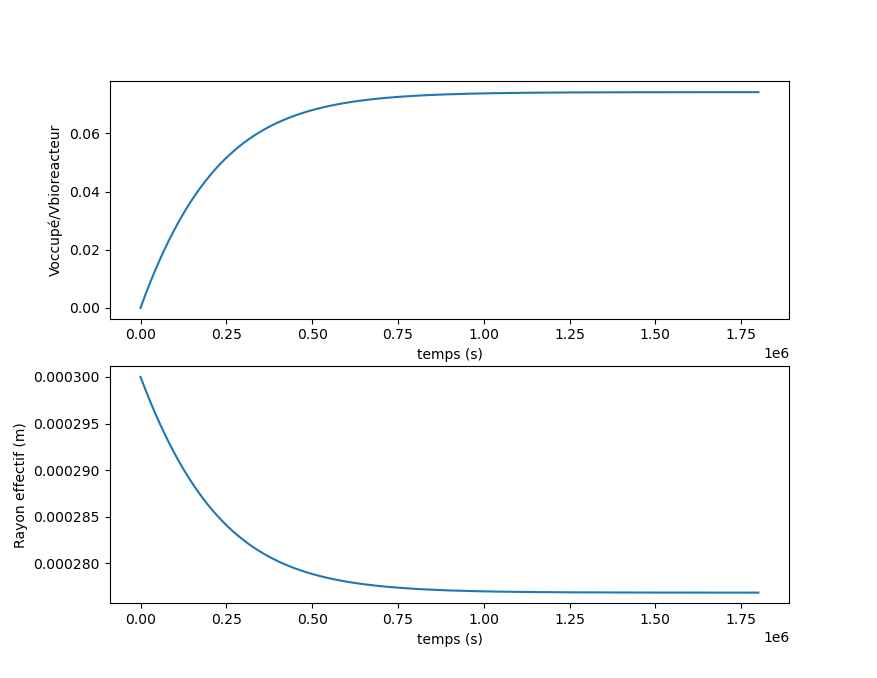 Voccupé/Vbioreacteur
0.06
0.04
0.02
0.00
0.00 0.25 0.50 0.75 1.00 1.25 1.50 1.75
temps (s)
1e6
Rayon effectif (m)
0.000300
0.000295
0.000290
0.000285
0.000280
0.00 0.25 0.50 0.75 1.00 1.25 1.50 1.75
temps (s)
1e6